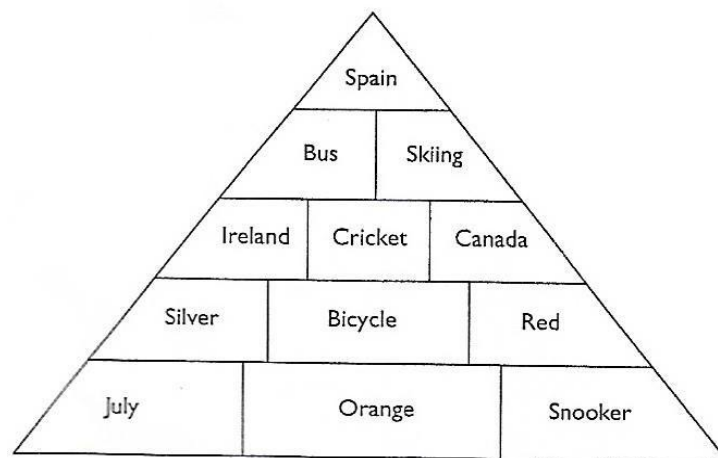 Spain
Bus Skiing
Ireland Cricket Canada
Silver Bicycle Red
July Orange Snooker